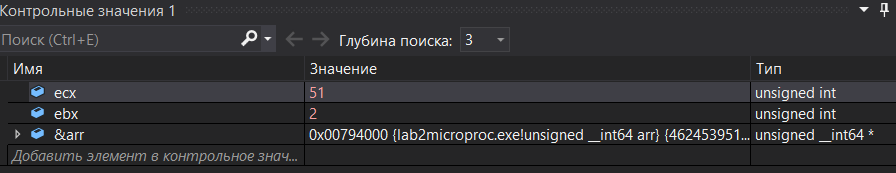 Контрольные значения 1
Поиск (Ctrl+E) Глубина поиска: 3
Имя Значение Тип
ecx 51 unsigned int
ebx 2 unsigned int
&arr 0x00794000 {lab2microproc.exe!unsigned __int64 arr} {462453951... unsigned __int64 *
Добавить элемент в контрольное знач...